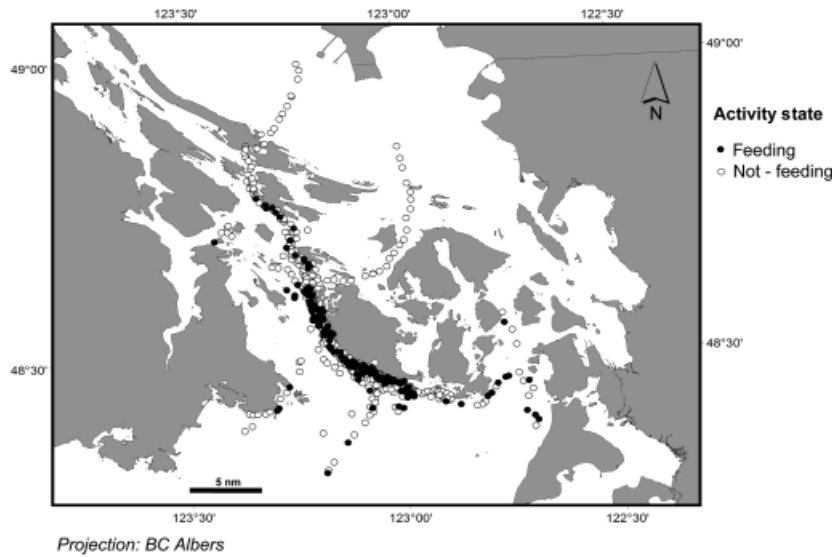 123°30' 123°00' 122°30'
49°00' 49°00'
N
Activity state
Feeding
Not - feeding
48°30' 48°30'
5 nm
123°30' 123°00' 122°30'
Projection: BC Albers